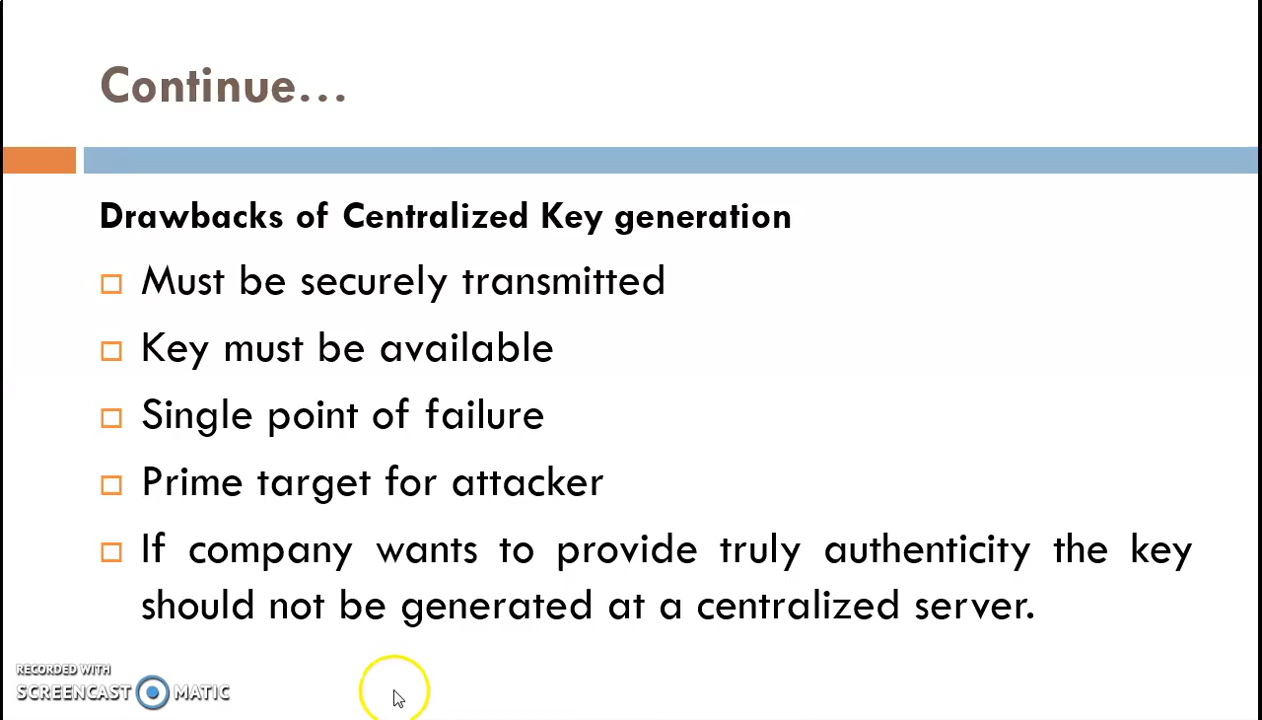 Continue...
Drawbacks of Centralized Key generation
Must be securely transmitted
Key must be available
Single point of failure
Prime target for attacker
If company wants to provide truly authenticity the key
should not be generated at a centralized server.
RECORDED WITH
SCREENCAST MATIC